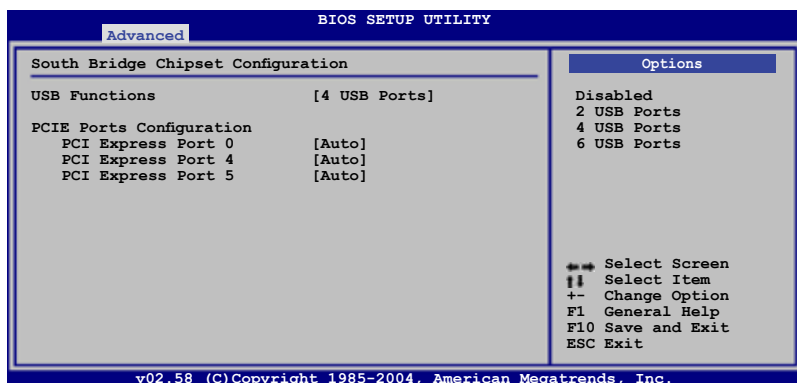 BIOS SETUP UTILITY
Advanced
South Bridge Chipset Configuration
USB Functions [4 USB Ports]
PCIE Ports Configuration
PCI Express Port 0 [Auto]
PCI Express Port 4 [Auto]
PCI Express Port 5 [Auto]
Options
Disabled
2 USB Ports
4 USB Ports
6 USB Ports
Select Screen
Select Item
+- Change Option
F1 General Help
F10 Save and Exit
ESC Exit
v02.58 (C)Copyright 1985-2004, American Megatrends, Inc.